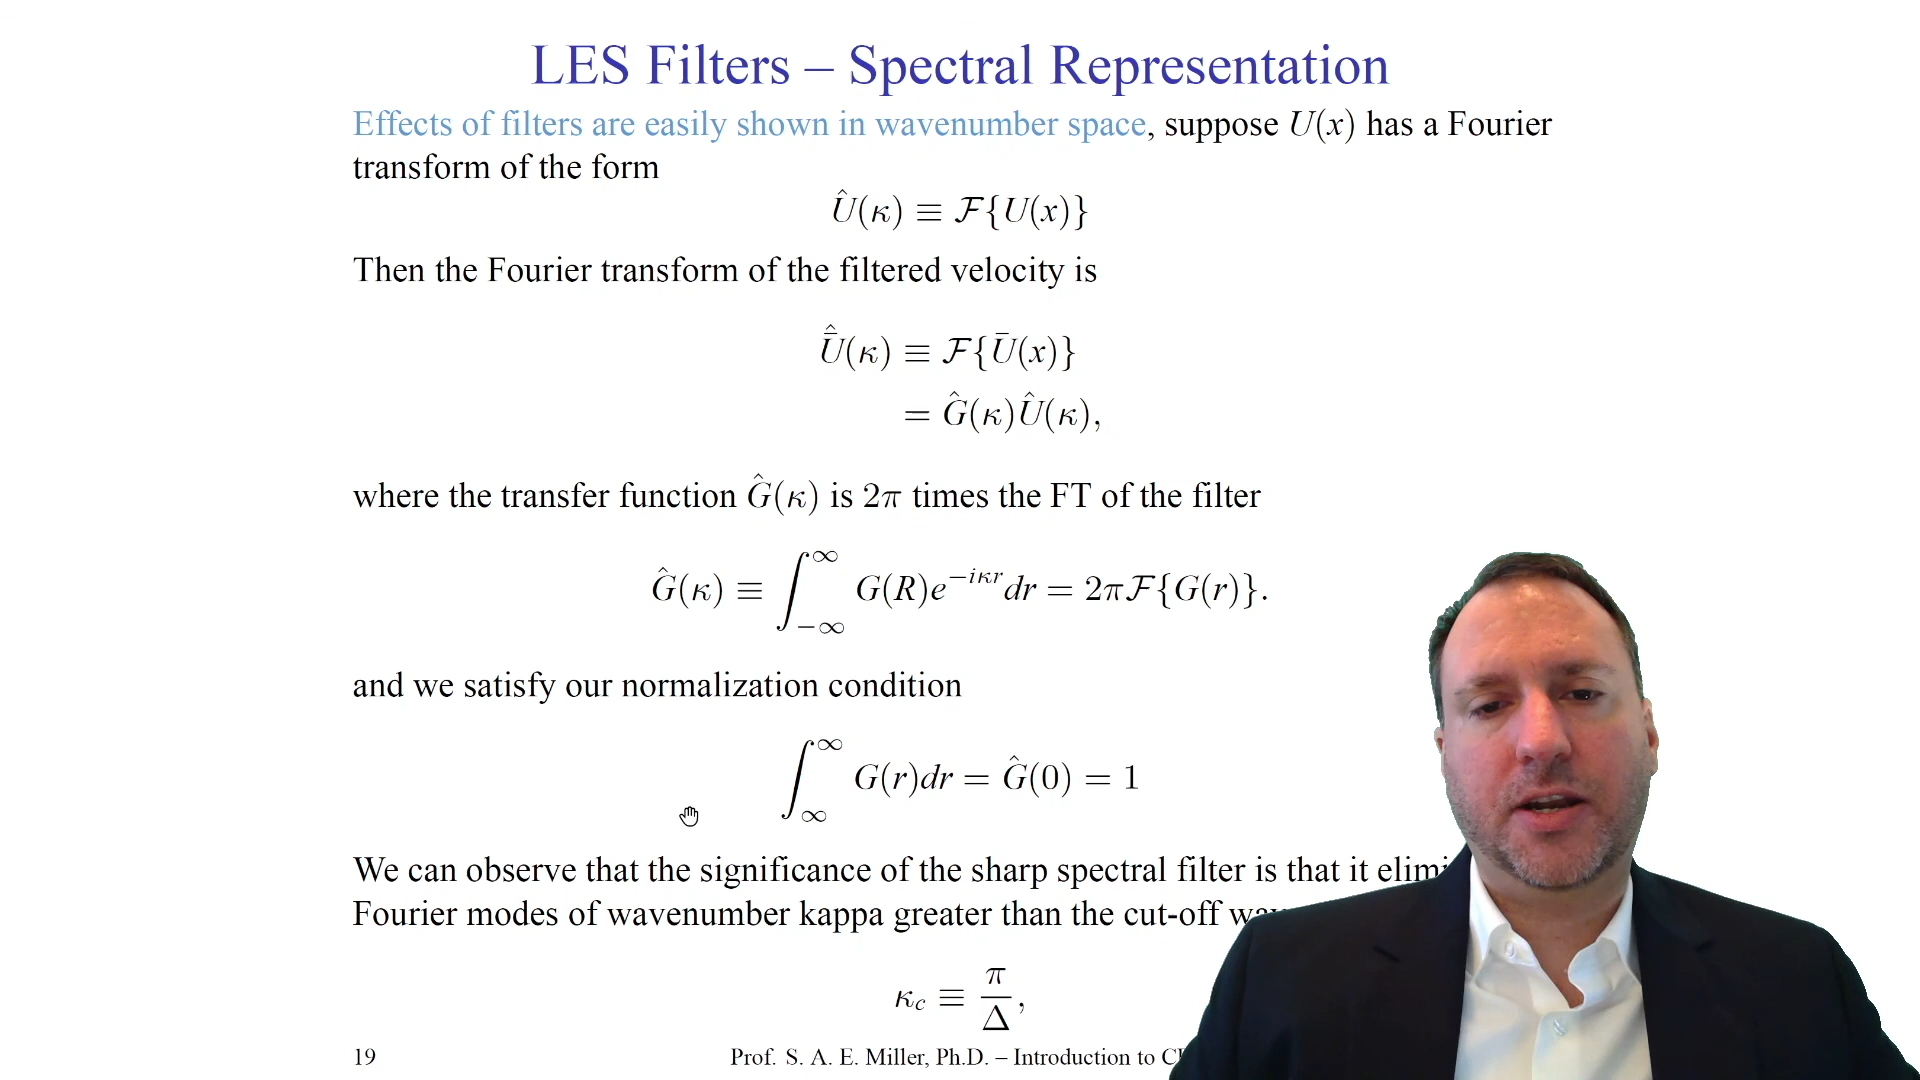 LES Filters – Spectral Representation
Effects of filters are easily shown in wavenumber space, suppose U(x) has a Fourier
transform of the form
Û(κ) ≡ ℱ{U(x)}
Then the Fourier transform of the filtered velocity is
Û̄(κ) ≡ ℱ{Ū(x)}
= Ĝ(κ)Û(κ),
where the transfer function Ĝ(κ) is 2π times the FT of the filter
Ĝ(κ) ≡ ∫_{−∞}^{∞} G(R)e^{−iκr}dr = 2πℱ{G(r)}.
and we satisfy our normalization condition
∫_{∞}^{∞} G(r)dr = Ĝ(0) = 1
We can observe that the significance of the sharp spectral filter is that it
Fourier modes of wavenumber kappa greater than the cut-off
κ_c ≡ π/Δ,
19
Prof. S. A. E. Miller, Ph.D. – Introduction to